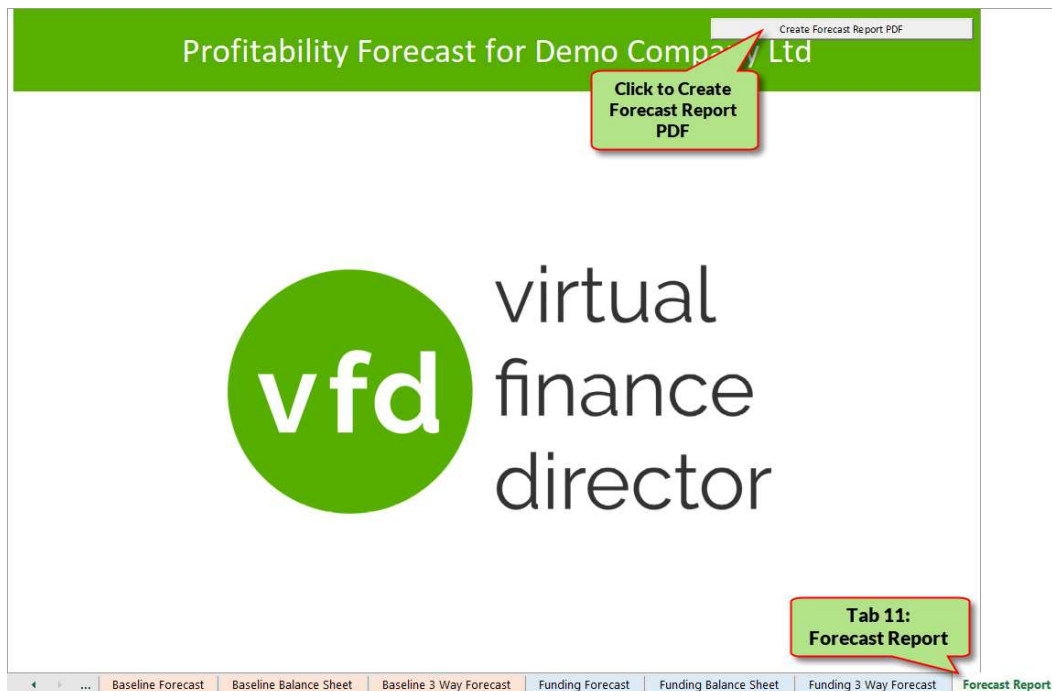 Create Forecast Report PDF
Profitability Forecast for Demo Company Ltd
Click to Create
Forecast Report
PDF
vfd
virtual
finance
director
Tab 11:
Forecast Report
... Baseline Forecast Baseline Balance Sheet Baseline 3 Way Forecast Funding Forecast Funding Balance Sheet Funding 3 Way Forecast Forecast Report